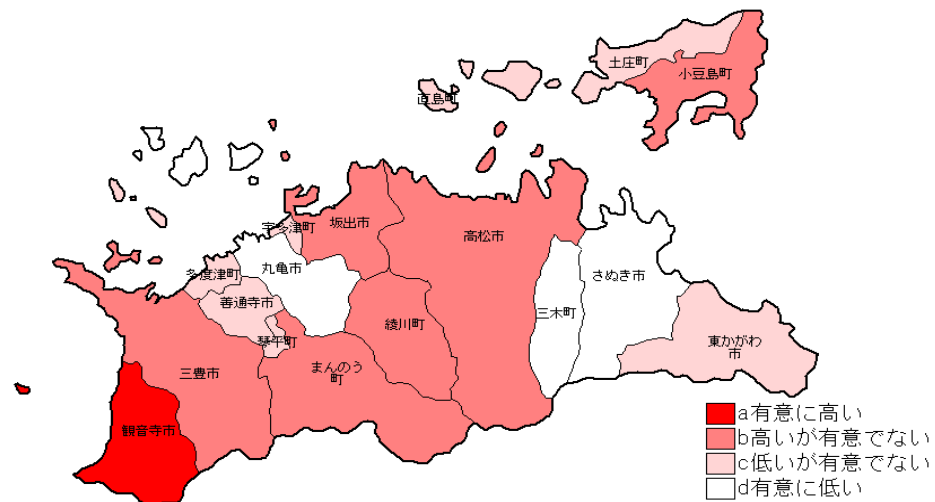 土庄町
小豆島町
直島町
宇多津町
坂出市
高松市
多度津町
丸亀市
さぬき市
善通寺市
三木町
綾川町
琴平町
まんのう
町
東かがわ
市
三豊市
観音寺市
a有意に高い
b高いが有意でない
c低いが有意でない
d有意に低い